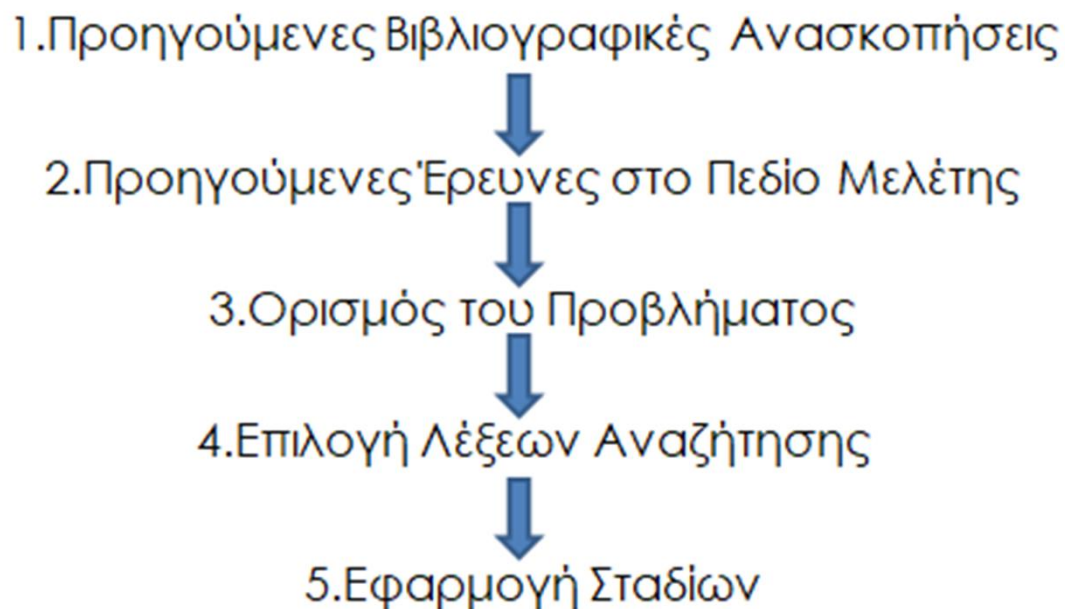 1.Προηγούμενες Βιβλιογραφικές Ανασκοπήσεις
2.Προηγούμενες Έρευνες στο Πεδίο Μελέτης
3.Ορισμός του Προβλήματος
4.Επιλογή Λέξεων Αναζήτησης
5.Εφαρμογή Σταδίων